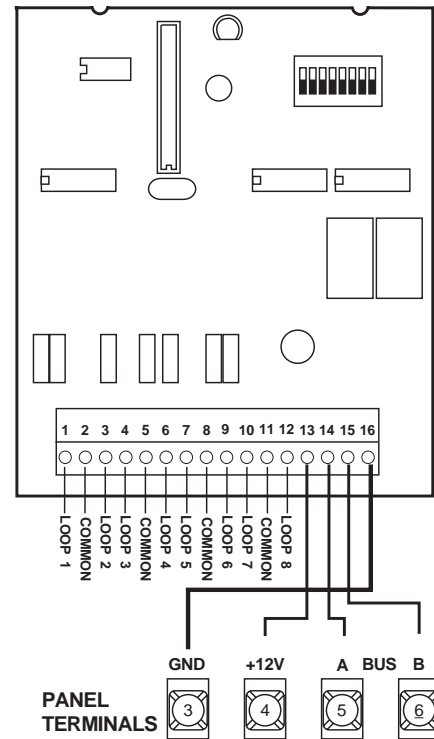 1 2 3 4 5 6 7 8 9 10 11 12 13 14 15 16
LOOP 1
COMMON
LOOP 2
LOOP 3
COMMON
LOOP 4
LOOP 5
COMMON
LOOP 6
LOOP 7
COMMON
LOOP 8
GND +12V A BUS B
PANEL
TERMINALS
3 4 5 6